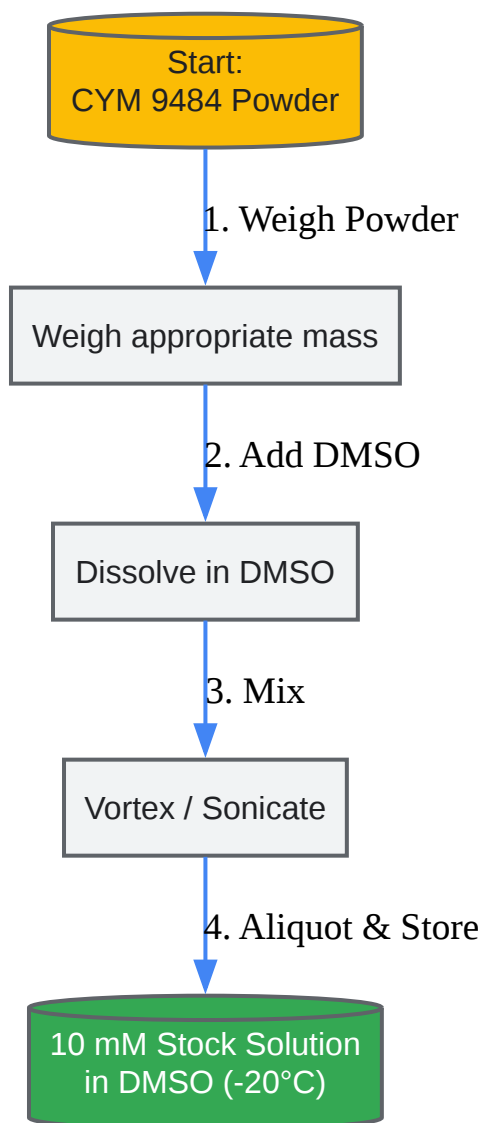 Start:
CYM 9484 Powder
1. Weigh Powder
Weigh appropriate mass
2. Add DMSO
Dissolve in DMSO
3. Mix
Vortex / Sonicate
4. Aliquot & Store
10 mM Stock Solution
in DMSO (-20°C)